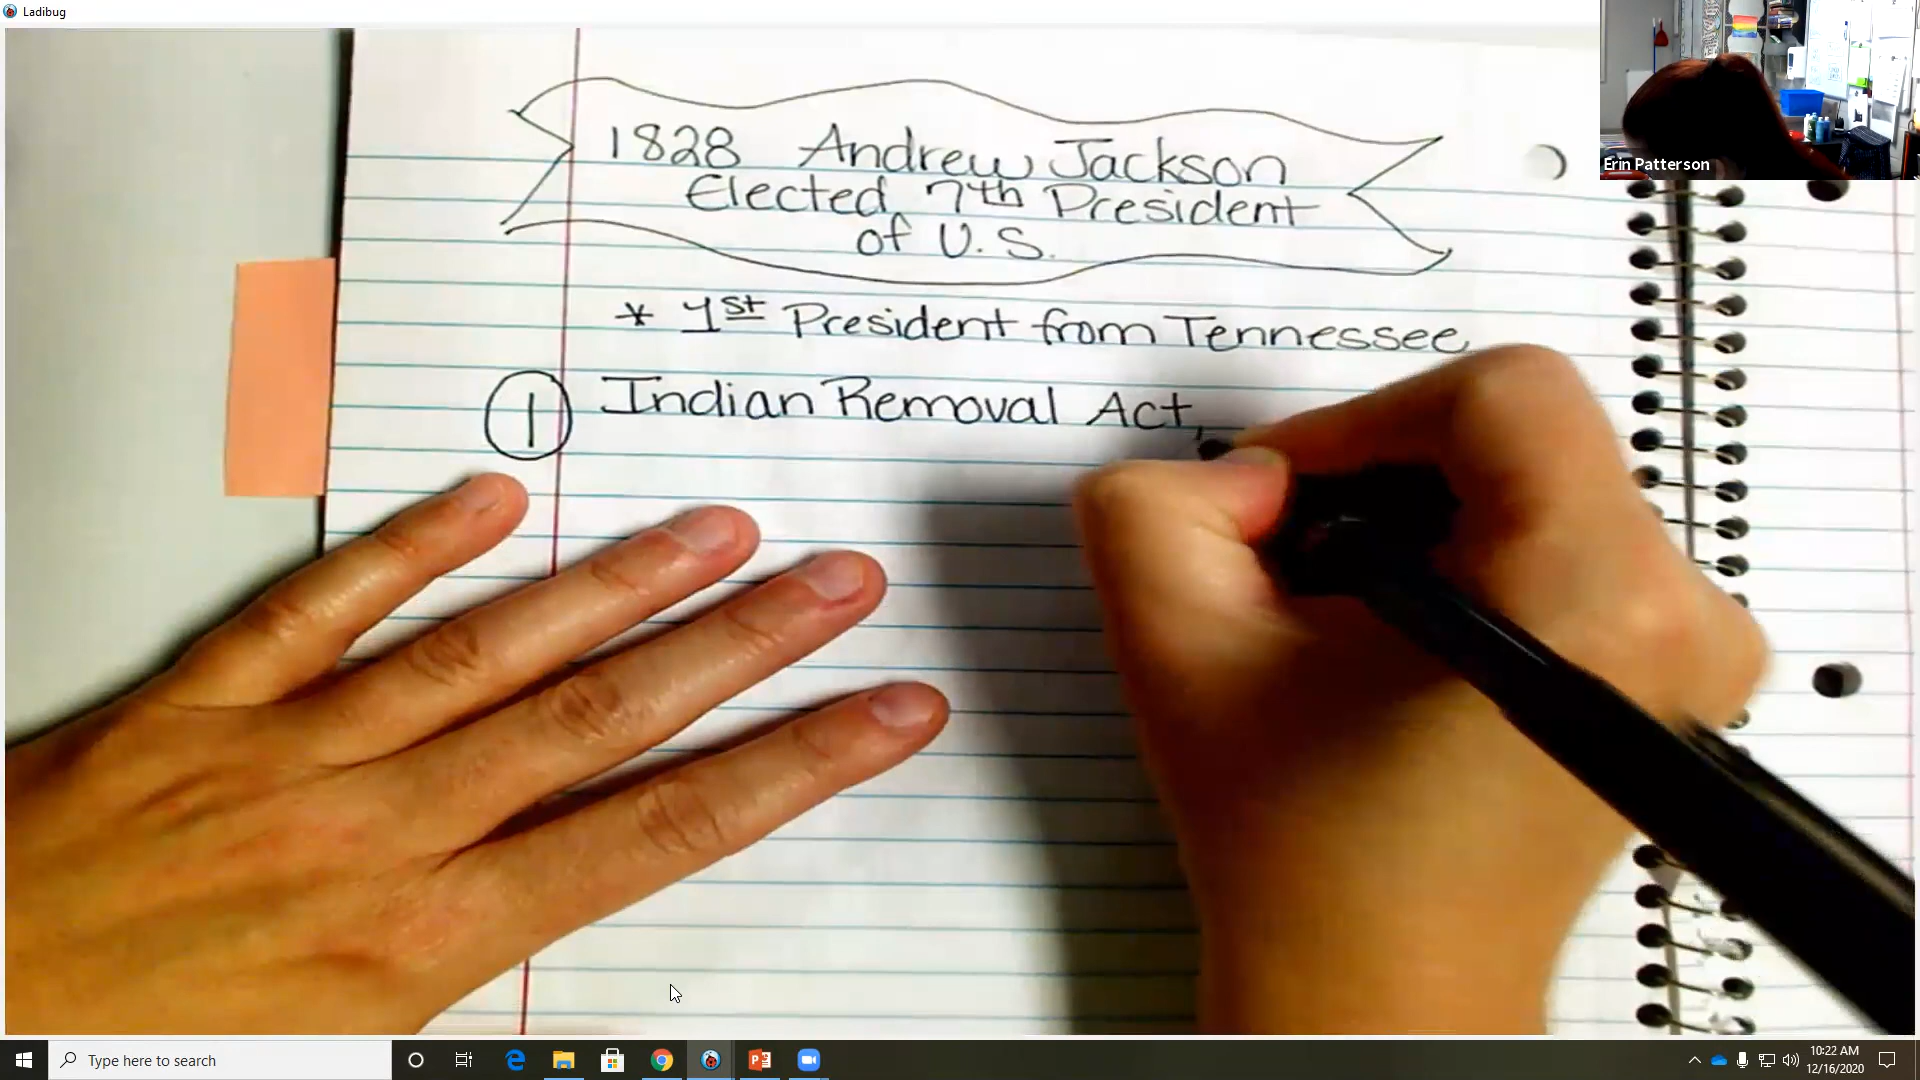 Ladibug
1828 Andrew Jackson
Elected 7th President
of U.S.
* 1st President from Tennessee
1 Indian Removal Act,
Erin Patterson
Type here to search
10:22 AM
12/16/2020